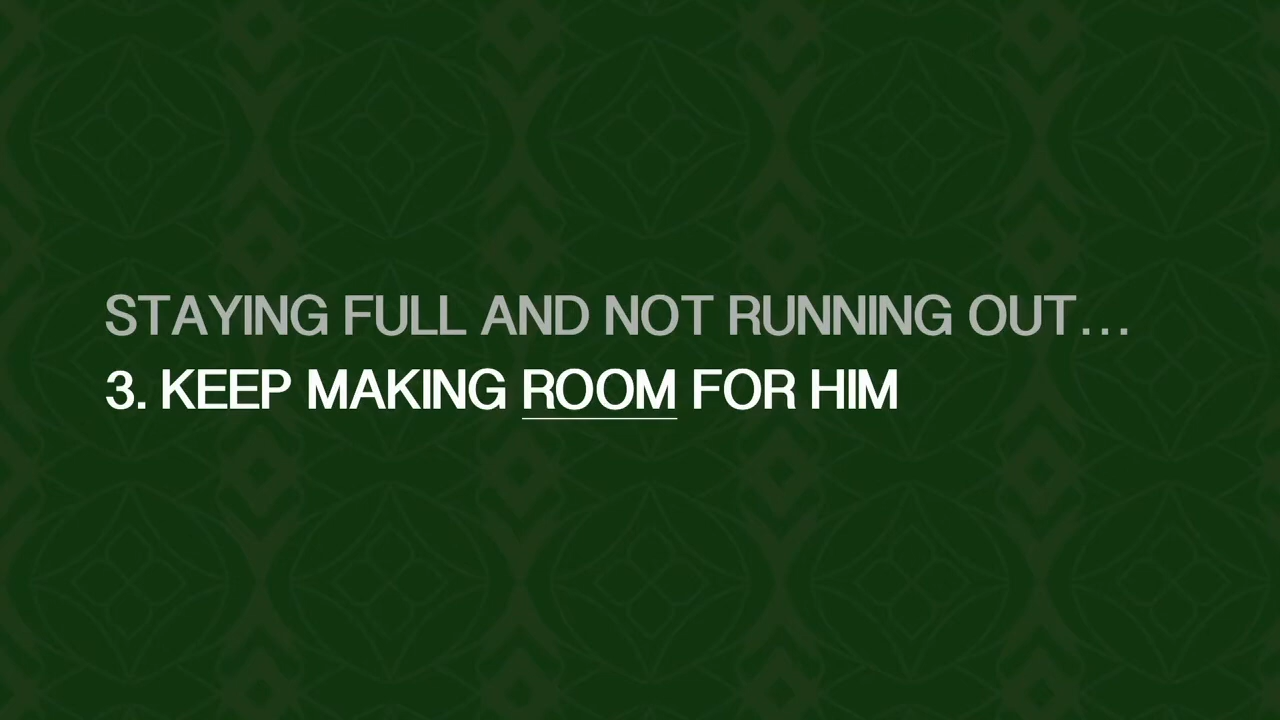 STAYING FULL AND NOT RUNNING OUT...
3. KEEP MAKING ROOM FOR HIM